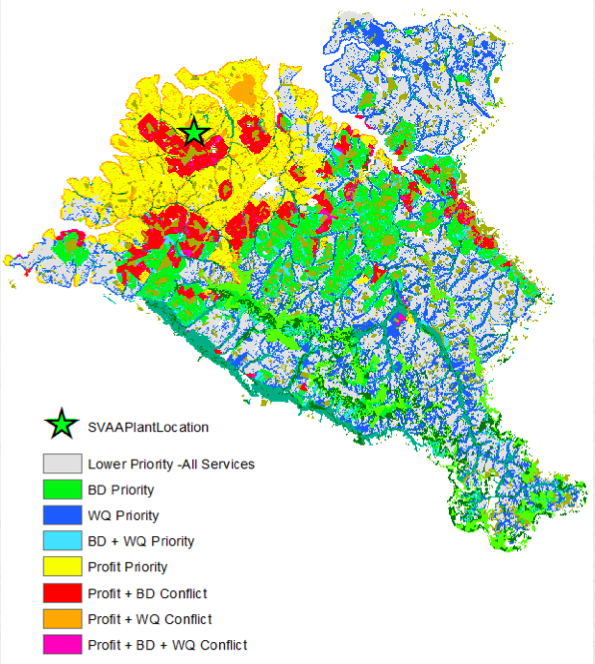 SVAAPlantLocation
Lower Priority -All Services
BD Priority
WQ Priority
BD + WQ Priority
Profit Priority
Profit + BD Conflict
Profit + WQ Conflict
Profit + BD + WQ Conflict